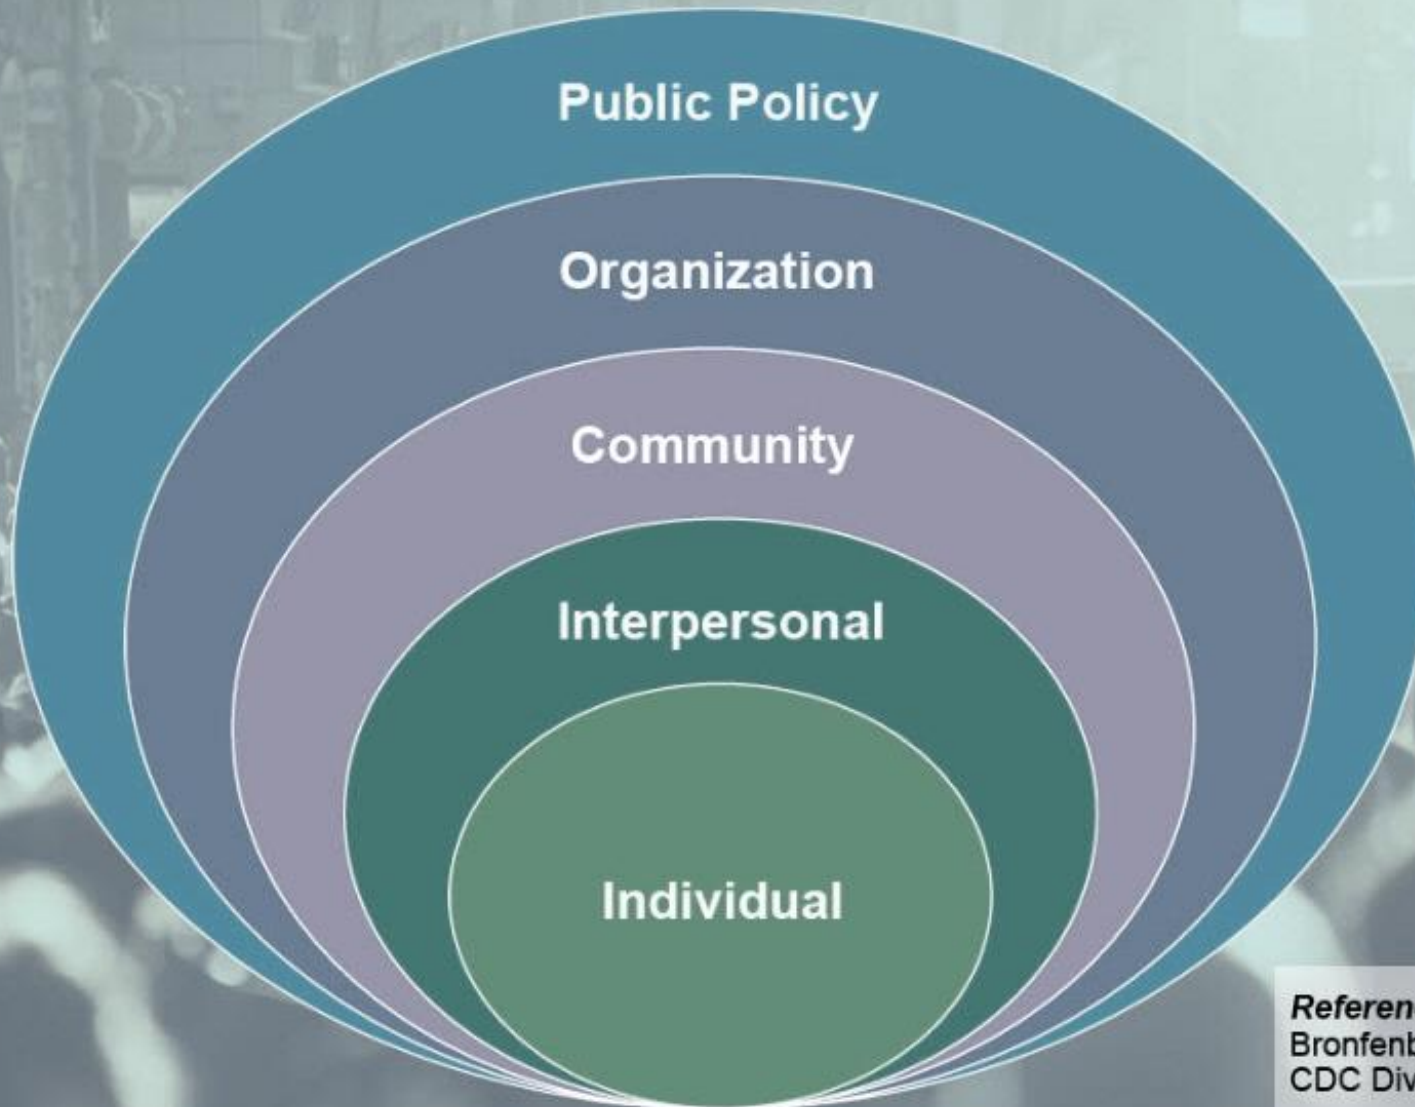 Public Policy
Organization
Community
Interpersonal
Individual